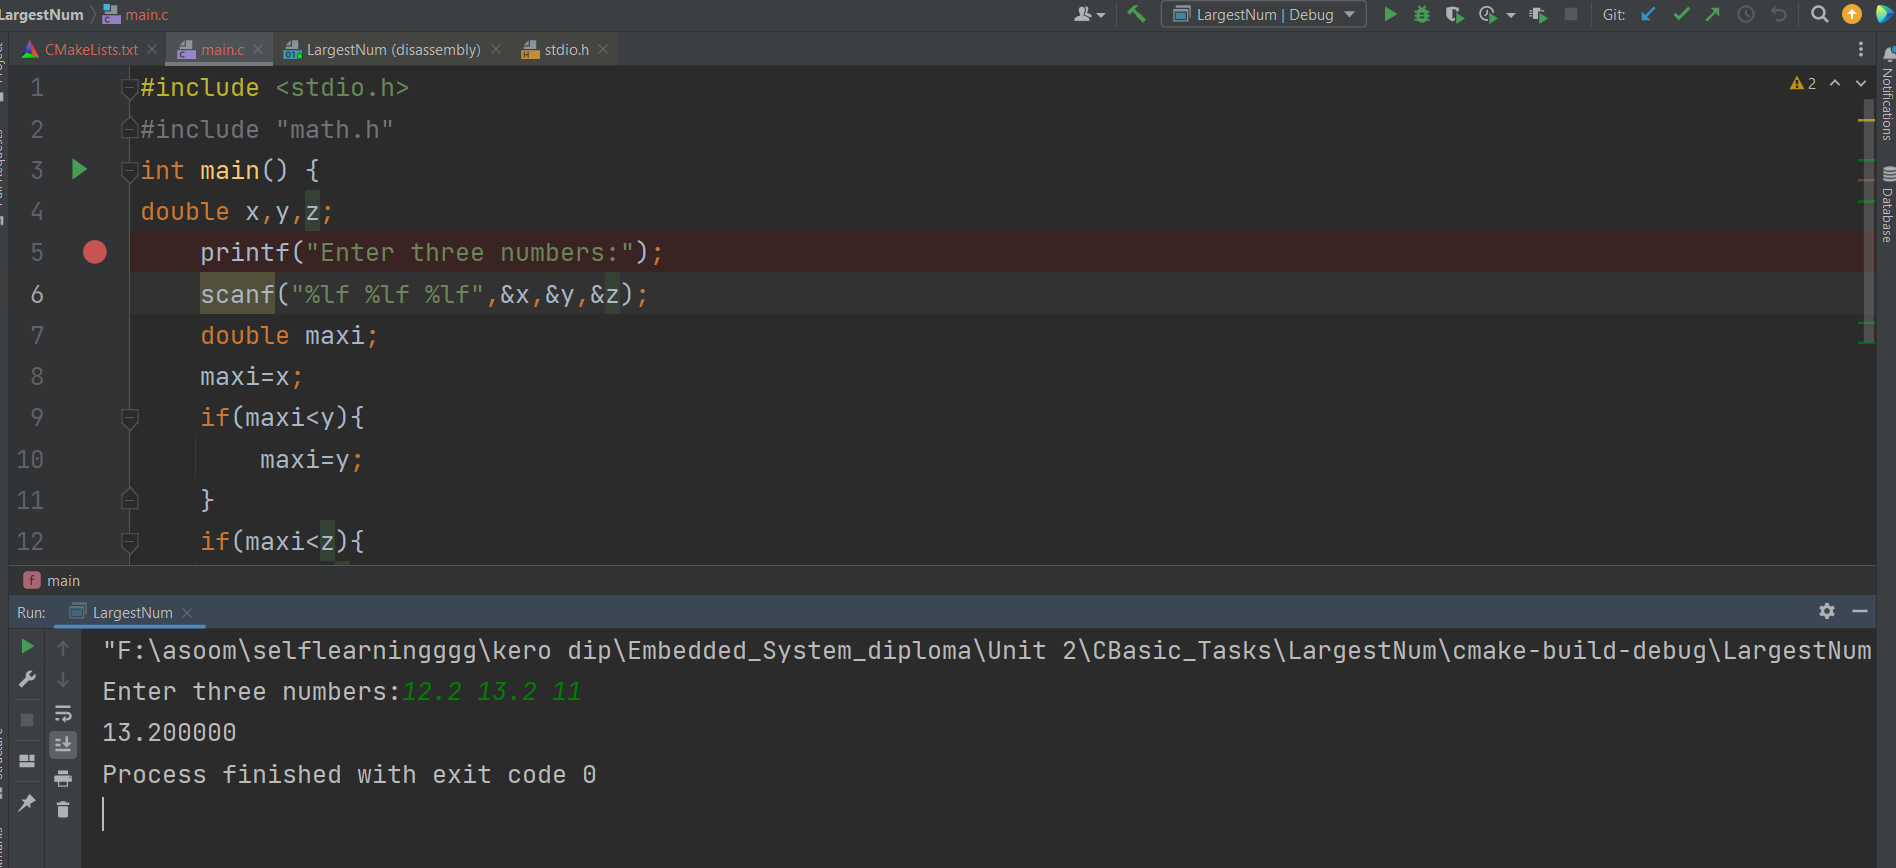 LargestNum main.c
LargestNum | Debug
Git:
CMakeLists.txt main.c LargestNum (disassembly) stdio.h
1 #include <stdio.h>
2 #include "math.h"
3 int main() {
4 double x,y,z;
5 printf("Enter three numbers:");
6 scanf("%lf %lf %lf",&x,&y,&z);
7 double maxi;
8 maxi=x;
9 if(maxi<y){
10 maxi=y;
11 }
12 if(maxi<z){
2
Notifications
Database
f main
Run: LargestNum
"F:\asoom\selflearningggg\kero dip\Embedded_System_diploma\Unit 2\CBasic_Tasks\LargestNum\cmake-build-debug\LargestNum
Enter three numbers:12.2 13.2 11
13.200000
Process finished with exit code 0